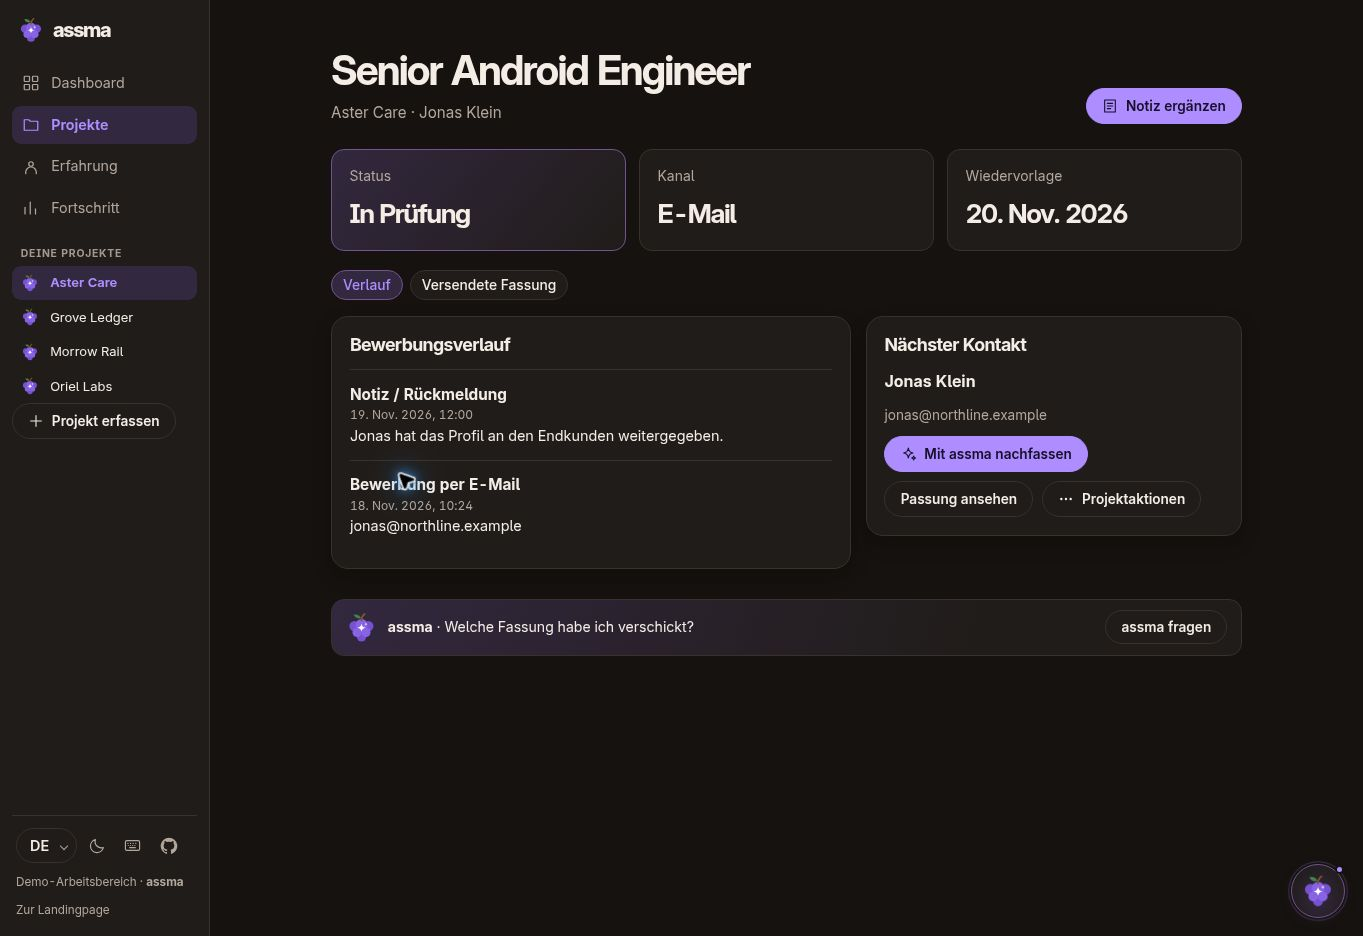 assma
Dashboard
Projekte
Erfahrung
Fortschritt
DEINE PROJEKTE
Aster Care
Grove Ledger
Morrow Rail
Oriel Labs
Projekt erfassen
DE
Demo-Arbeitsbereich · assma
Zur Landingpage
Senior Android Engineer
Aster Care · Jonas Klein
Notiz ergänzen
Status
In Prüfung
Kanal
E-Mail
Wiedervorlage
20. Nov. 2026
Verlauf
Versendete Fassung
Bewerbungsverlauf
Notiz / Rückmeldung
19. Nov. 2026, 12:00
Jonas hat das Profil an den Endkunden weitergegeben.
Bewerbung per E-Mail
18. Nov. 2026, 10:24
jonas@northline.example
Nächster Kontakt
Jonas Klein
jonas@northline.example
Mit assma nachfassen
Passung ansehen
Projektaktionen
assma · Welche Fassung habe ich verschickt?
assma fragen